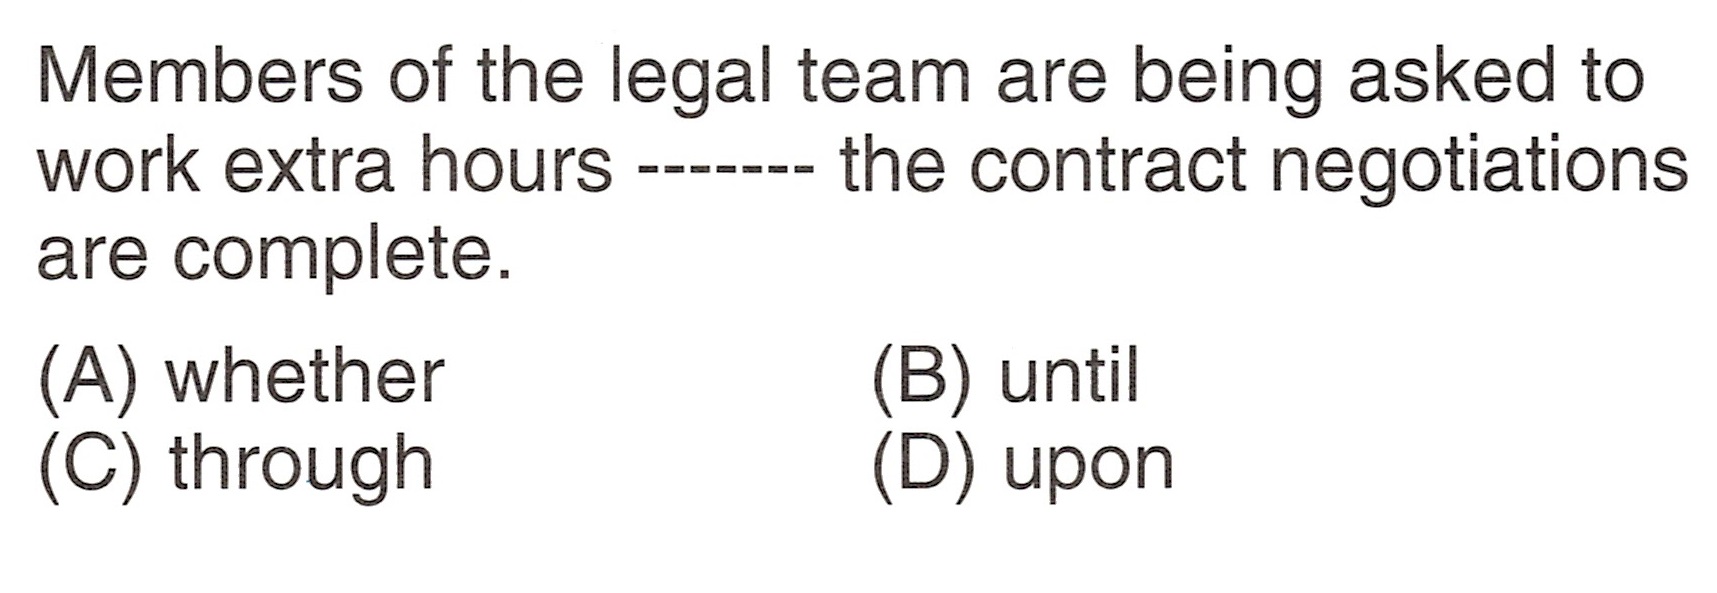 Members of the legal team are being asked to
work extra hours ------- the contract negotiations
are complete.
(A) whether (B) until
(C) through (D) upon